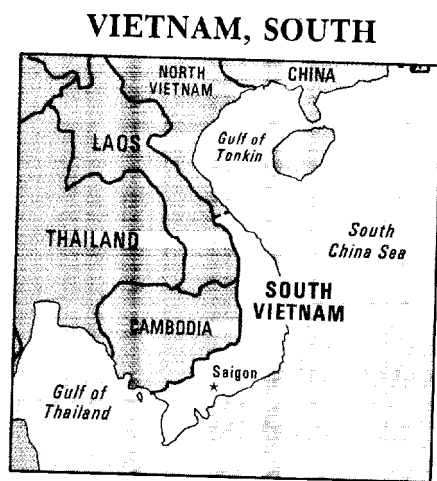 VIETNAM, SOUTH
NORTH
VIETNAM
CHINA
LAOS
Gulf of
Tonkin
THAILAND
South
China Sea
SOUTH
VIETNAM
CAMBODIA
Saigon
Gulf of
Thailand